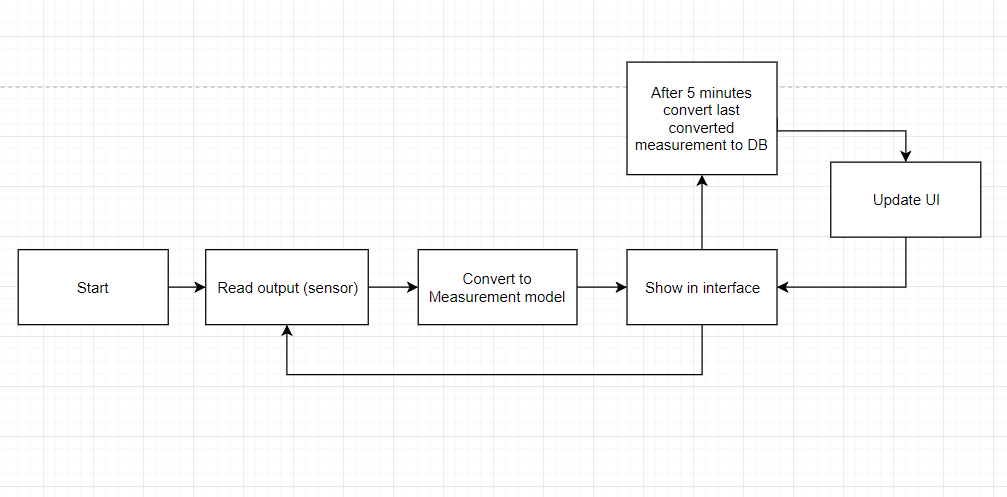 After 5 minutes
convert last
converted
measurement to DB
Update UI
Start
Read output (sensor)
Convert to
Measurement model
Show in interface